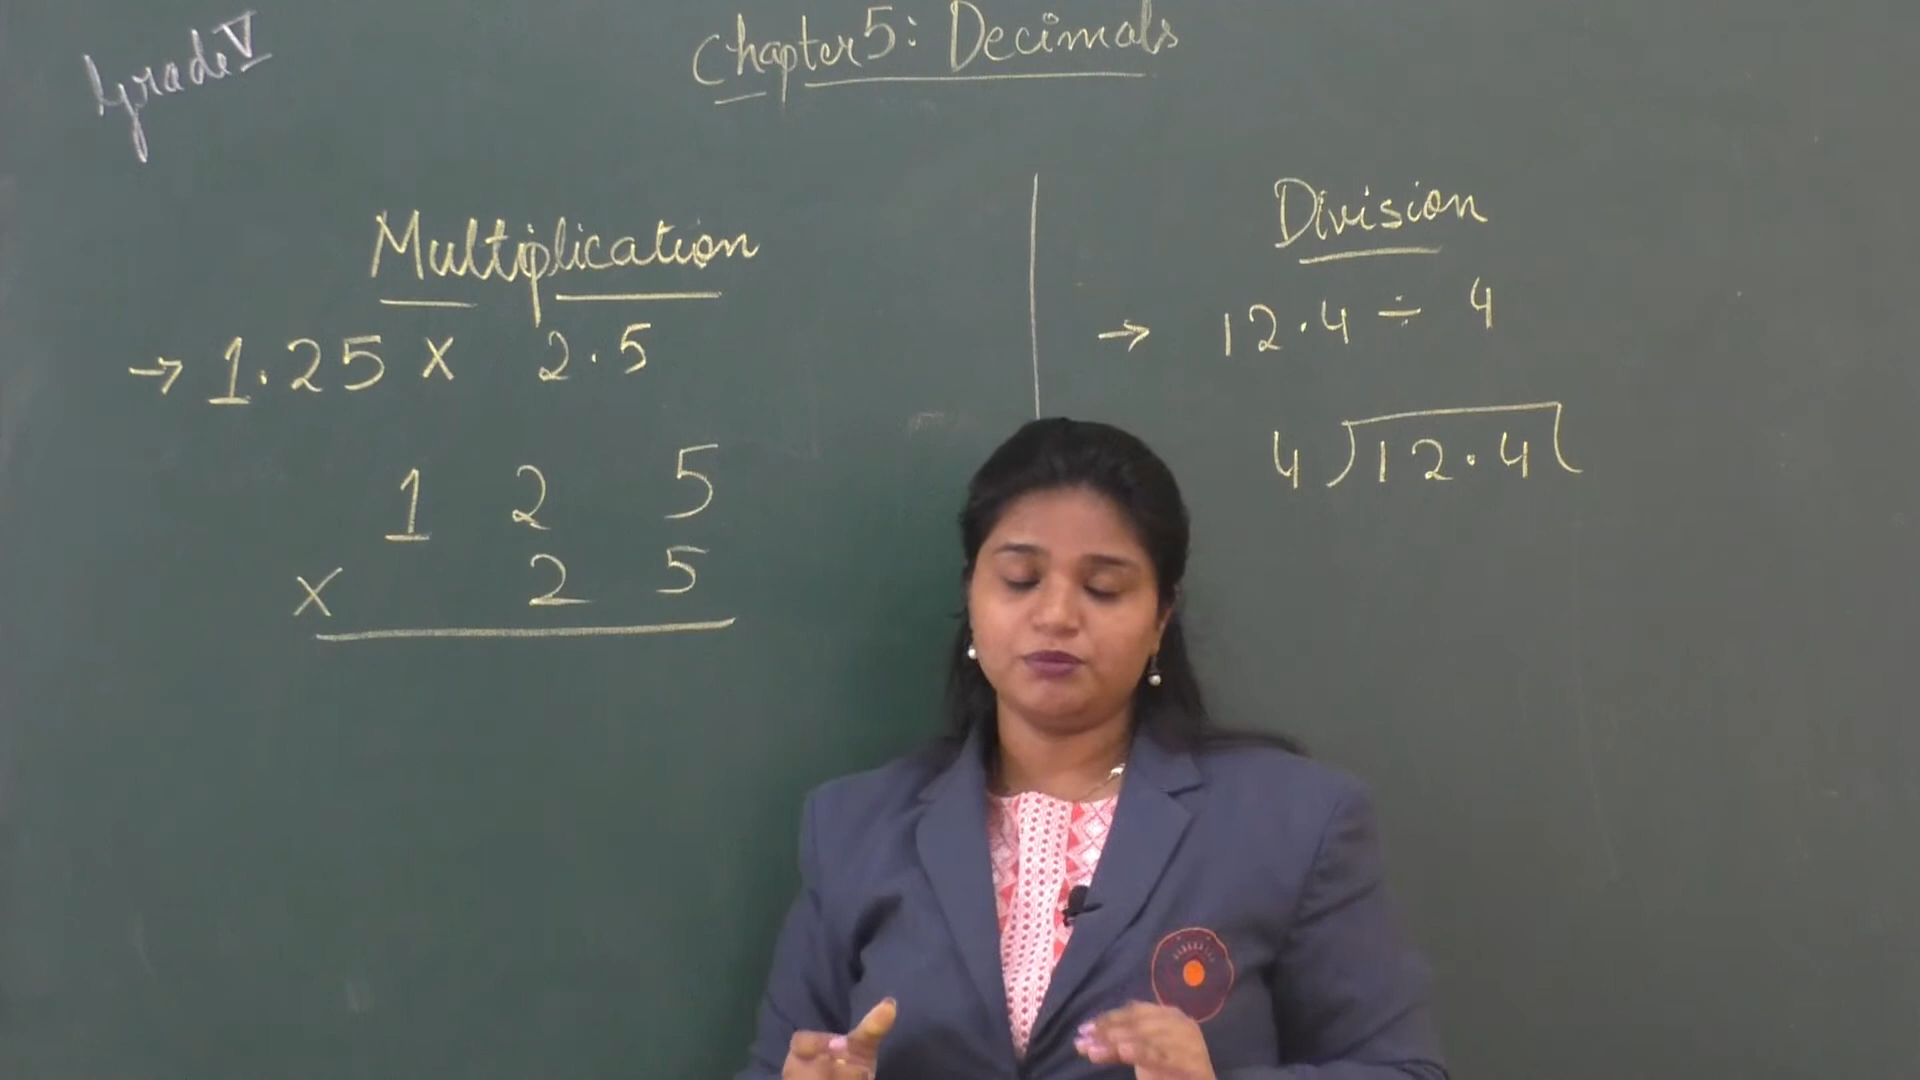 Grade V
Chapter 5: Decimals
Multiplication
→ 1.25 x 2.5
1 2 5
x 2 5
Division
→ 12.4 ÷ 4
4)12.4(